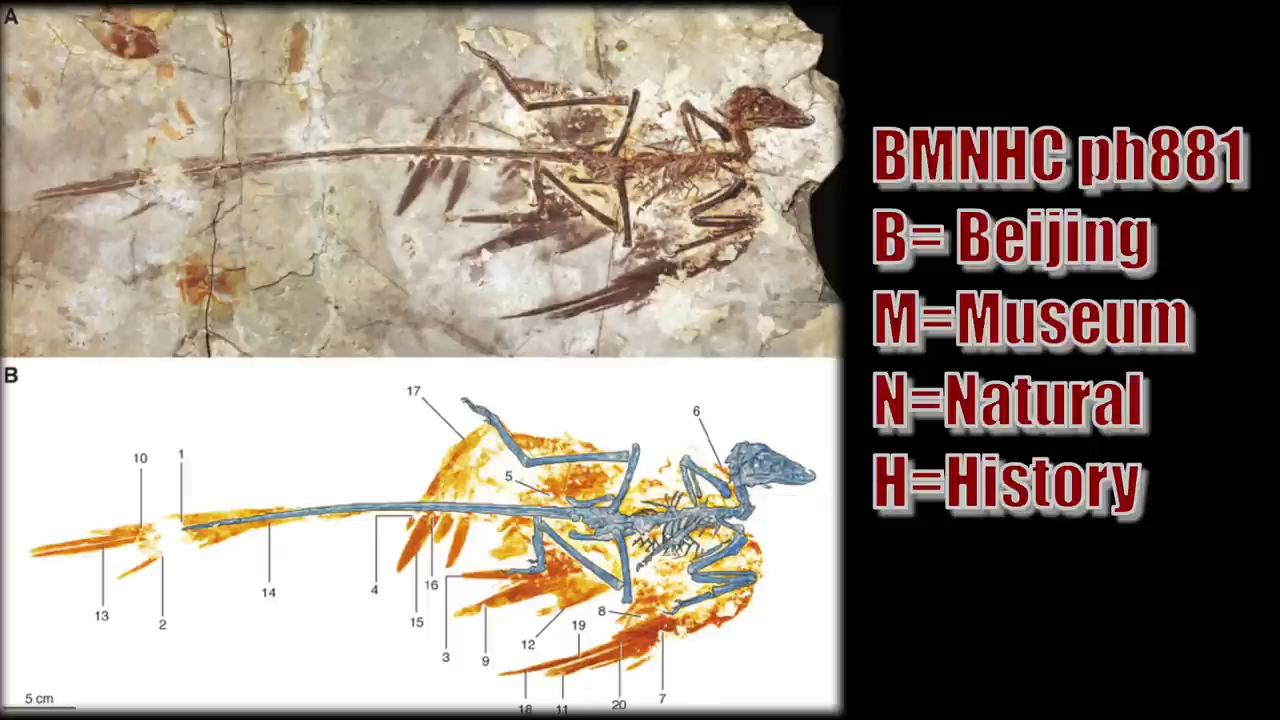 A
BMNHC ph881
B= Beijing
M=Museum
N=Natural
H=History
B
17
6
10
1
5
4
16
14
15
13
2
3
9
12
8
19
18
11
20
7
5 cm